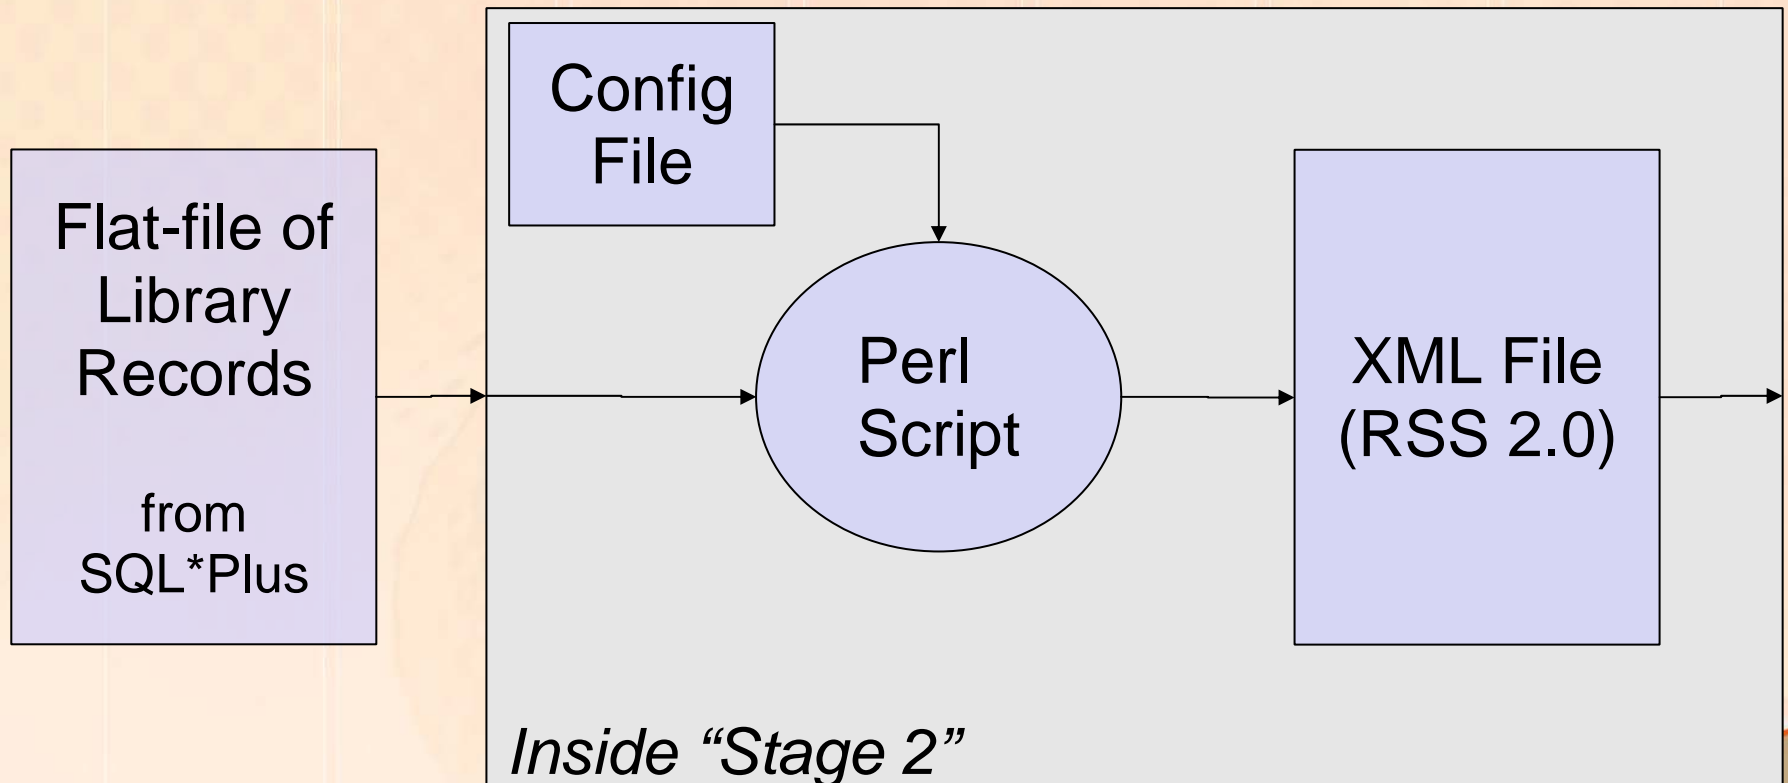 Flat-file of
Library
Records
from
SQL*Plus
Config
File
Perl
Script
XML File
(RSS 2.0)
Inside “Stage 2”